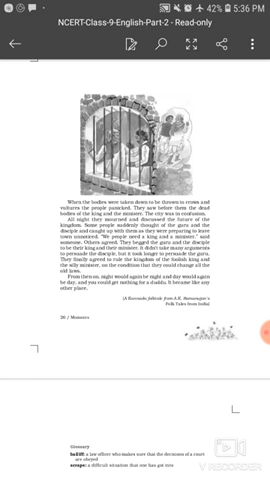 42% 5:36 PM
NCERT-Class-9-English-Part-2 - Read-only
When the bodies were taken down to be thrown to crows and
vultures the people panicked. They saw before them the dead
bodies of the king and the minister. The city was in confusion.
All night they mourned and discussed the future of the
kingdom. Some people suddenly thought of the guru and the
disciple and caught up with them as they were preparing to leave
town unnoticed. "We people need a king and a minister," said
someone. Others agreed. They begged the guru and the disciple
to be their king and their minister. It didn't take many arguments
to persuade the disciple, but it took longer to persuade the guru.
They finally agreed to rule the kingdom of the foolish king and
the silly minister, on the condition that they could change all the
old laws.
From then on, night would again be night and day would again
be day, and you could get nothing for a duddu. It became like any
other place.
(A Kannada folktale from A.K. Ramanujan's
Folk Tales from India)
26 / Moments
Glossary
bailiff: a law officer who makes sure that the decisions of a court
are obeyed
scrape: a difficult situation that one has got into
V RECORDER